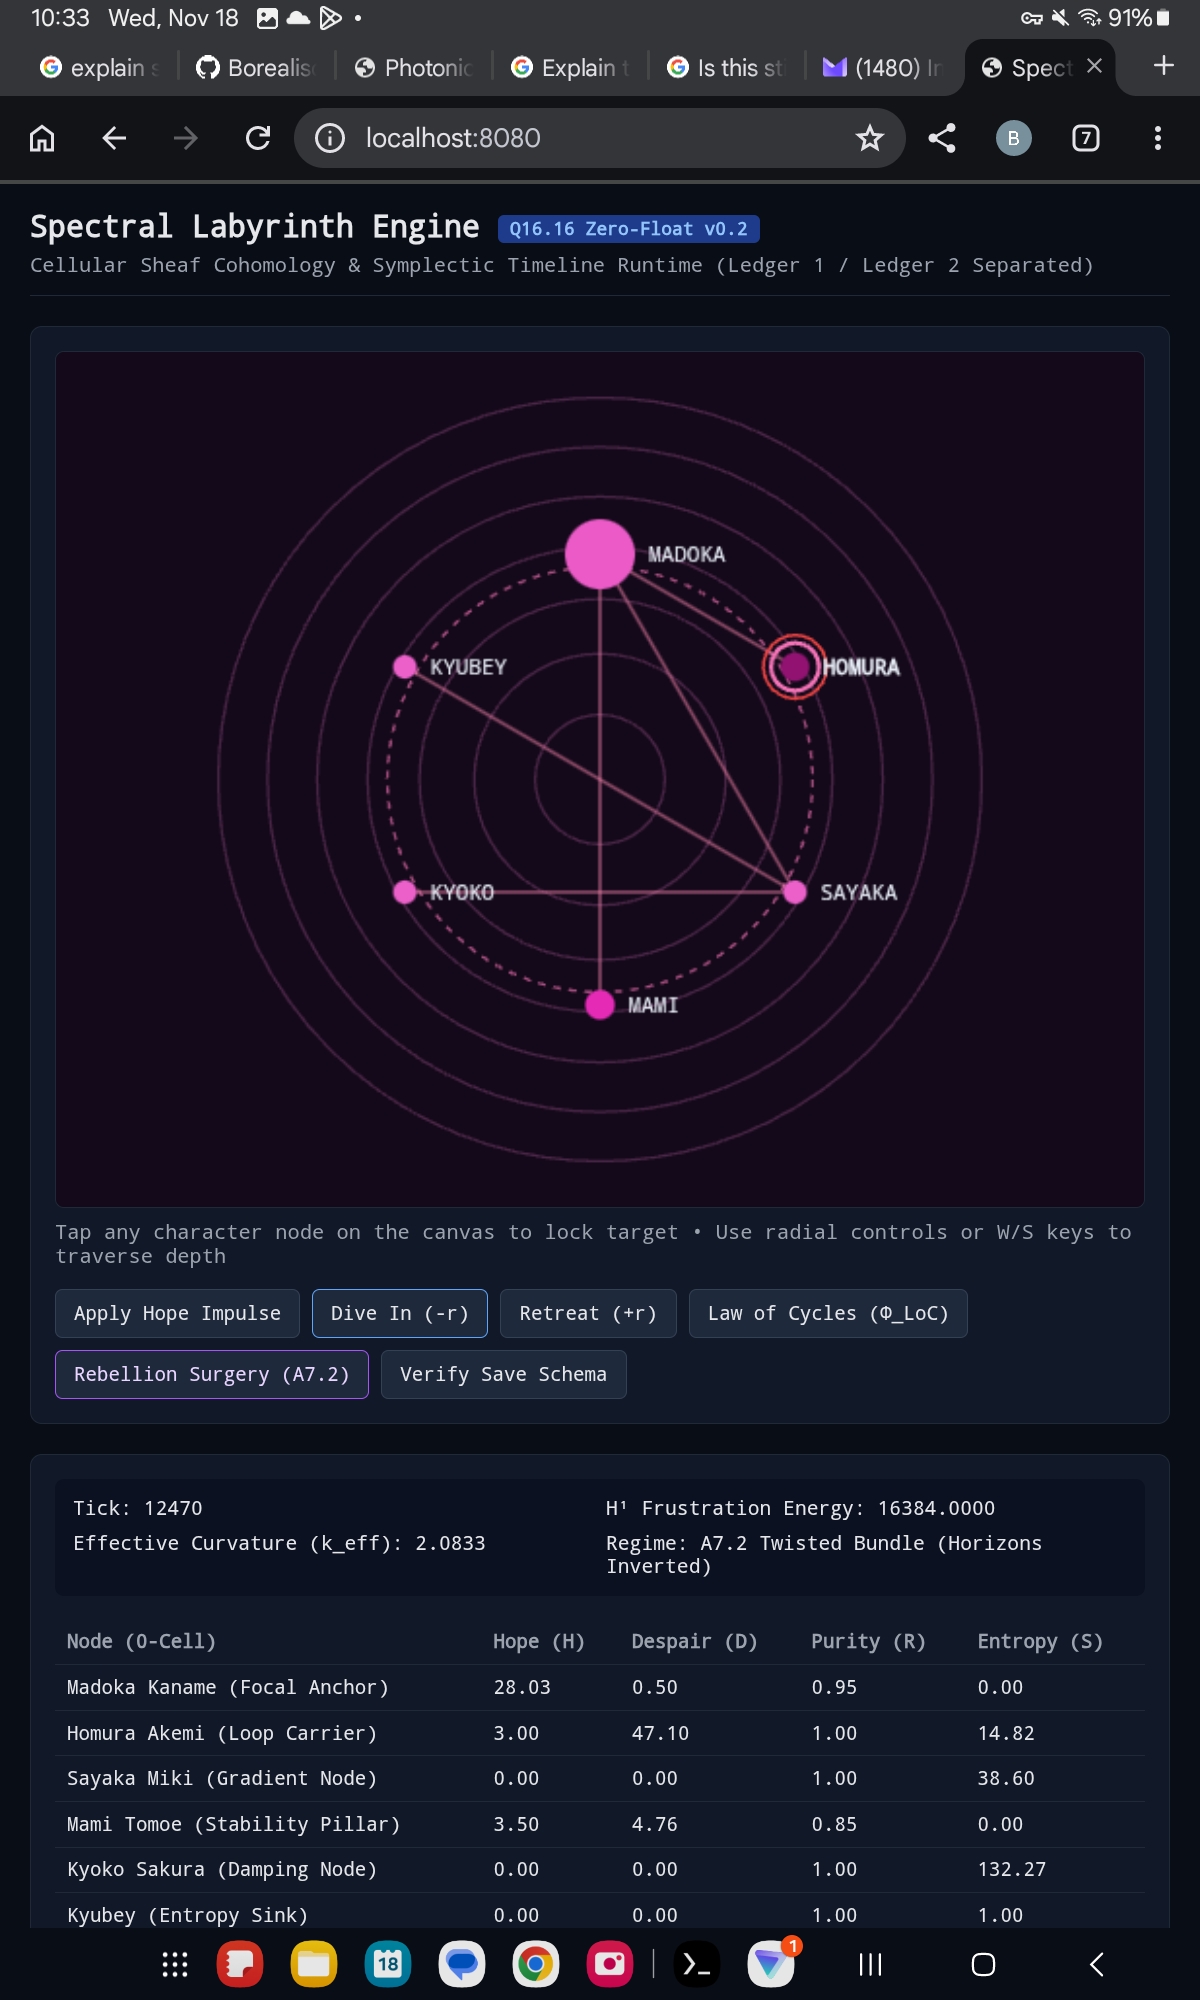 10:33 Wed, Nov 18
91%
explain s
Borealis
Photonic
Explain t
Is this st
(1480) In
Spect
localhost:8080
B
7
Spectral Labyrinth Engine Q16.16 Zero-Float v0.2
Cellular Sheaf Cohomology & Symplectic Timeline Runtime (Ledger 1 / Ledger 2 Separated)
MADOKA
KYUBEY
HOMURA
KYOKO
SAYAKA
MAMI
Tap any character node on the canvas to lock target • Use radial controls or W/S keys to
traverse depth
Apply Hope Impulse
Dive In (-r)
Retreat (+r)
Law of Cycles (Φ_LoC)
Rebellion Surgery (A7.2)
Verify Save Schema
Tick: 12470
H¹ Frustration Energy: 16384.0000
Effective Curvature (k_eff): 2.0833
Regime: A7.2 Twisted Bundle (Horizons
Inverted)
Node (0-Cell) Hope (H) Despair (D) Purity (R) Entropy (S)
Madoka Kaname (Focal Anchor) 28.03 0.50 0.95 0.00
Homura Akemi (Loop Carrier) 3.00 47.10 1.00 14.82
Sayaka Miki (Gradient Node) 0.00 0.00 1.00 38.60
Mami Tomoe (Stability Pillar) 3.50 4.76 0.85 0.00
Kyoko Sakura (Damping Node) 0.00 0.00 1.00 132.27
Kyubey (Entropy Sink) 0.00 0.00 1.00 1.00
18
1